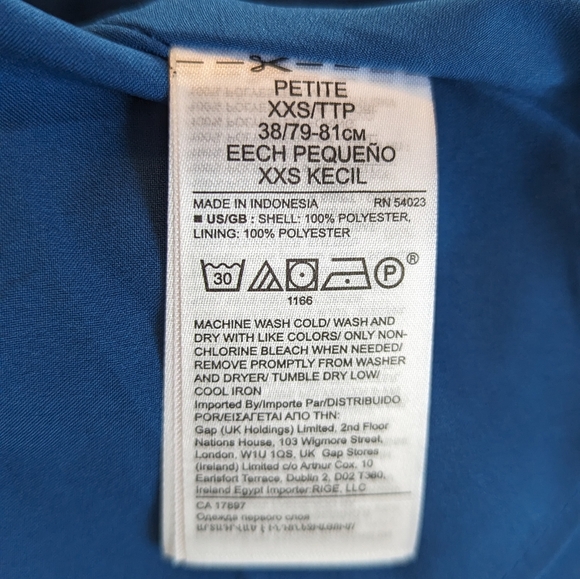 PETITE
XXS/TTP
38/79-81CM
EECH PEQUEÑO
XXS KECIL
MADE IN INDONESIA RN 54023
■ US/GB : SHELL: 100% POLYESTER,
LINING: 100% POLYESTER
30 P®
1166
MACHINE WASH COLD/ WASH AND
DRY WITH LIKE COLORS/ ONLY NON-
CHLORINE BLEACH WHEN NEEDED/
REMOVE PROMPTLY FROM WASHER
AND DRYER/ TUMBLE DRY LOW/
COOL IRON
Imported By/Importe Par/DISTRIBUIDO
POR/ΕΙΣΑΓΕΤΑΙ ΑΠΟ ΤΗΝ:
Gap (UK Holdings) Limited, 2nd Floor
Nations House, 103 Wigmore Street,
London, W1U 1QS, UK Gap Stores
(Ireland) Limited c/o Arthur Cox, 10
Earlsfort Terrace, Dublin 2, D02 T380,
Ireland Egypt Importer:RIGE, LLC
CA 17897
Одежда первого слоя